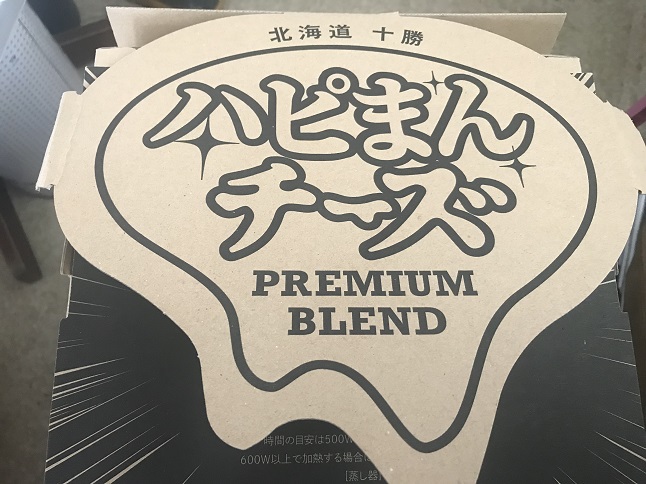 北海道 十勝
ハピまん
チーズ
PREMIUM
BLEND
時間の目安は500W
600W以上で加熱する場合に
[蒸し器]